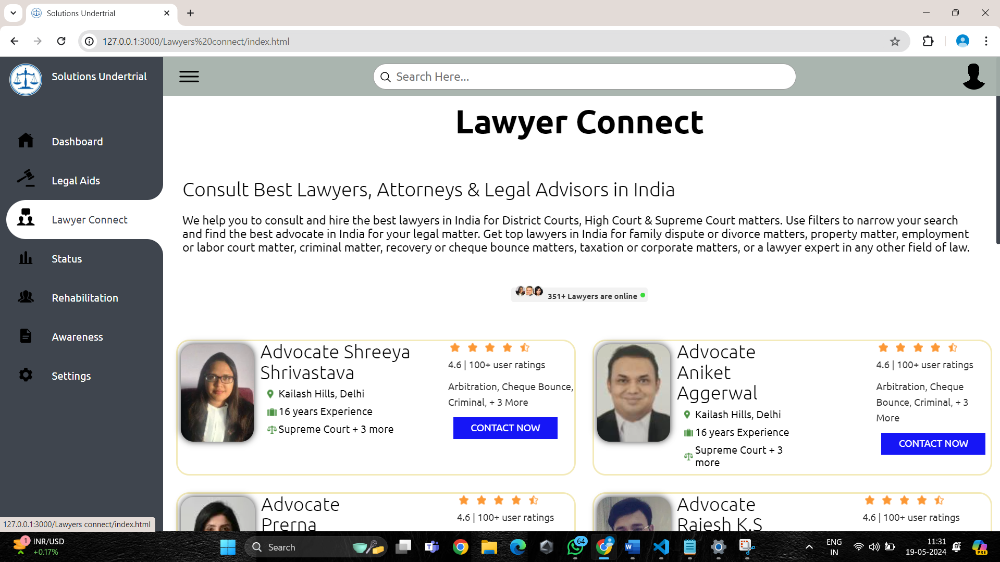 Solutions Undertrial
127.0.0.1:3000/Lawyers%20connect/index.html
Solutions Undertrial
Search Here...
Dashboard
Legal Aids
Lawyer Connect
Status
Rehabilitation
Awareness
Settings
Lawyer Connect
Consult Best Lawyers, Attorneys & Legal Advisors in India
We help you to consult and hire the best lawyers in India for District Courts, High Court & Supreme Court matters. Use filters to narrow your search
and find the best advocate in India for your legal matter. Get top lawyers in India for family dispute or divorce matters, property matter, employment
or labor court matter, criminal matter, recovery or cheque bounce matters, taxation or corporate matters, or a lawyer expert in any other field of law.
351+ Lawyers are online
Advocate Shreeya
Shrivastava
Kailash Hills, Delhi
16 years Experience
Supreme Court + 3 more
4.6 | 100+ user ratings
Arbitration, Cheque Bounce,
Criminal, + 3 More
CONTACT NOW
Advocate
Aniket
Aggerwal
Kailash Hills, Delhi
16 years Experience
Supreme Court + 3
more
4.6 | 100+ user ratings
Arbitration, Cheque
Bounce, Criminal, + 3
More
CONTACT NOW
Advocate
Prerna
4.6 | 100+ user ratings
Advocate
Rajesh K.S
4.6 | 100+ user ratings
127.0.0.1:3000/Lawyers connect/index.html
1
INR/USD
+0.17%
Search
64
ENG
IN
11:31
19-05-2024
PRE